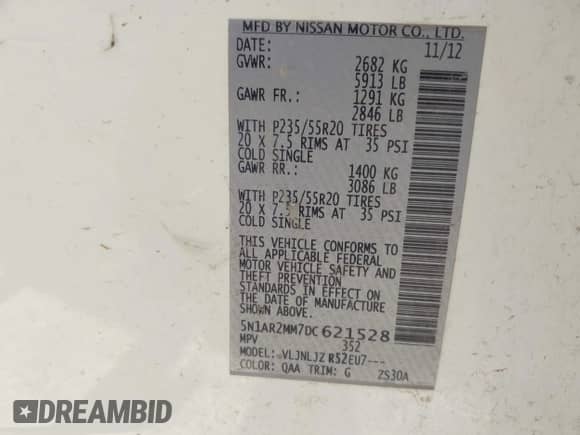 MFD BY NISSAN MOTOR CO., LTD.
DATE: 11/12
GVWR: 2682 KG
5913 LB
GAWR FR.: 1291 KG
2846 LB
WITH P235/55R20 TIRES
20 X 7.5 RIMS AT 35 PSI
COLD SINGLE
GAWR RR.: 1400 KG
3086 LB
WITH P235/55R20 TIRES
20 X 7.5 RIMS AT 35 PSI
COLD SINGLE
THIS VEHICLE CONFORMS TO
ALL APPLICABLE FEDERAL
MOTOR VEHICLE SAFETY AND
THEFT PREVENTION
STANDARDS IN EFFECT ON
THE DATE OF MANUFACTURE
SHOWN ABOVE.
5N1AR2MM7DC621528
MPV 352
MODEL: VLJNLJZ R52EU7---
COLOR: QAA TRIM: G ZS30A
DREAMBID